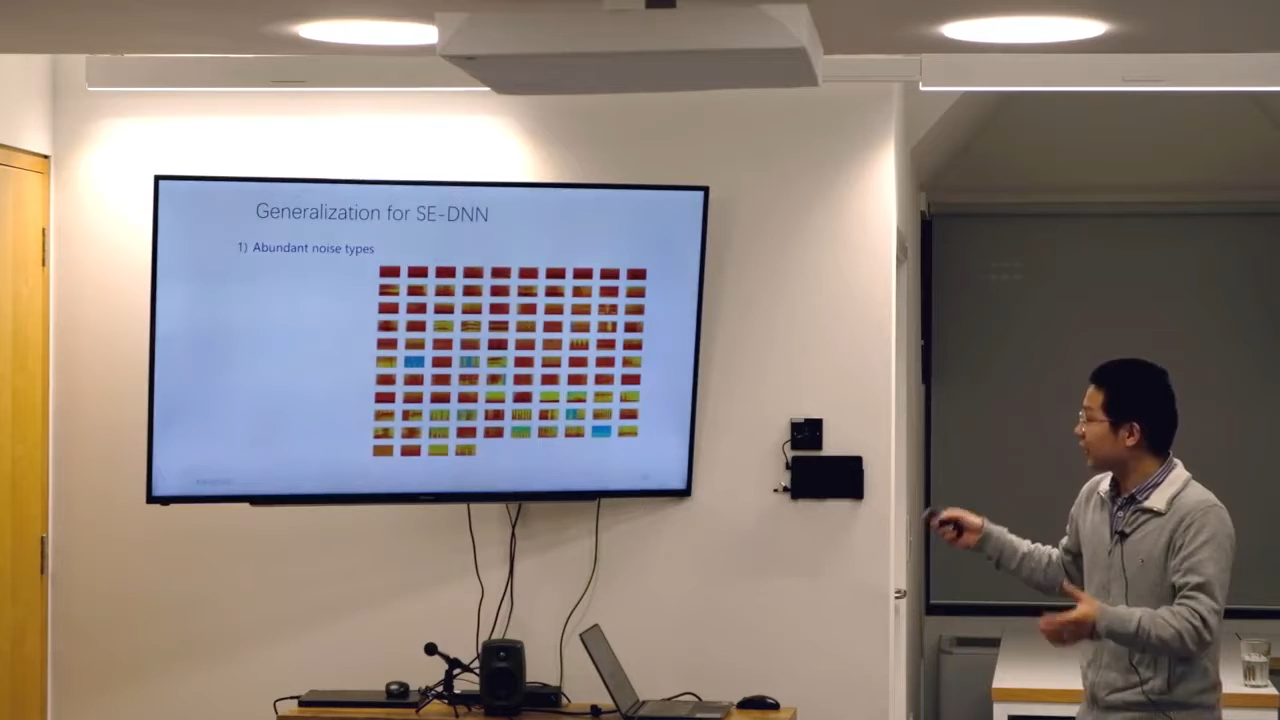 Generalization for SE-DNN
1) Abundant noise types